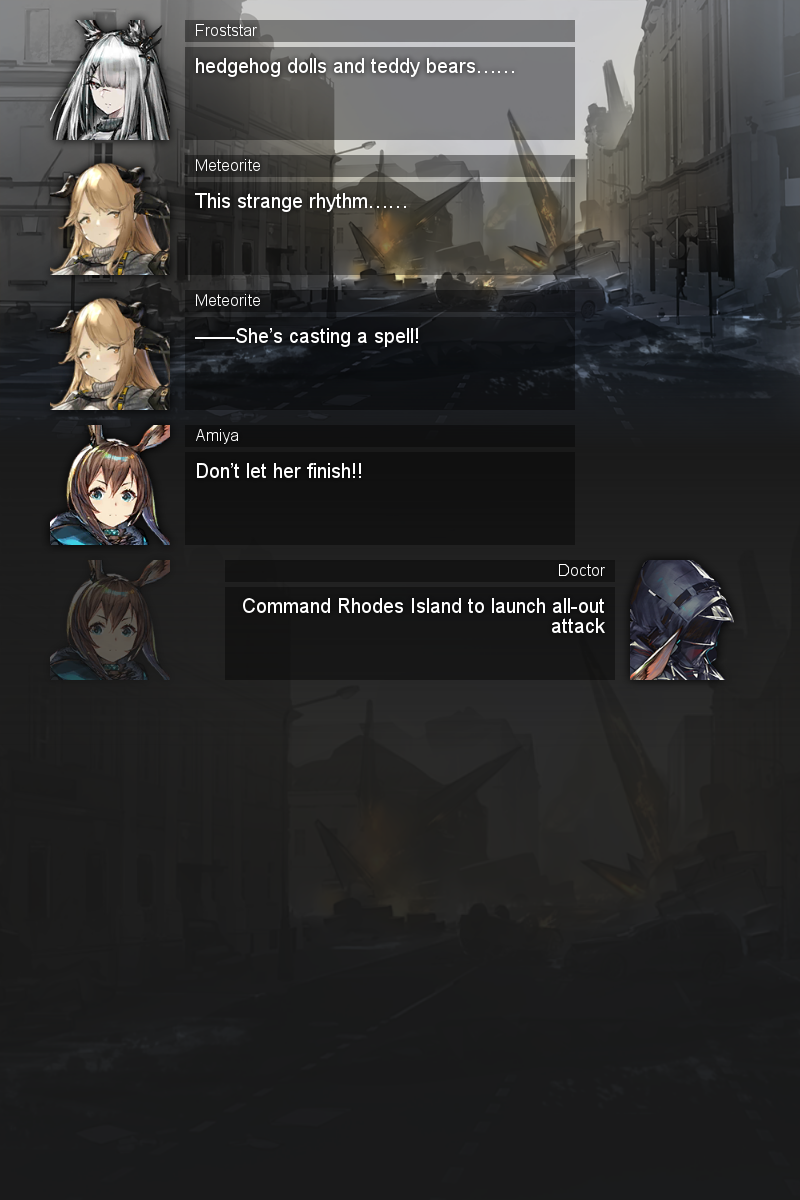 Froststar
hedgehog dolls and teddy bears……
Meteorite
This strange rhythm……
Meteorite
——She’s casting a spell!
Amiya
Don’t let her finish!!
Doctor
Command Rhodes Island to launch all-out
attack